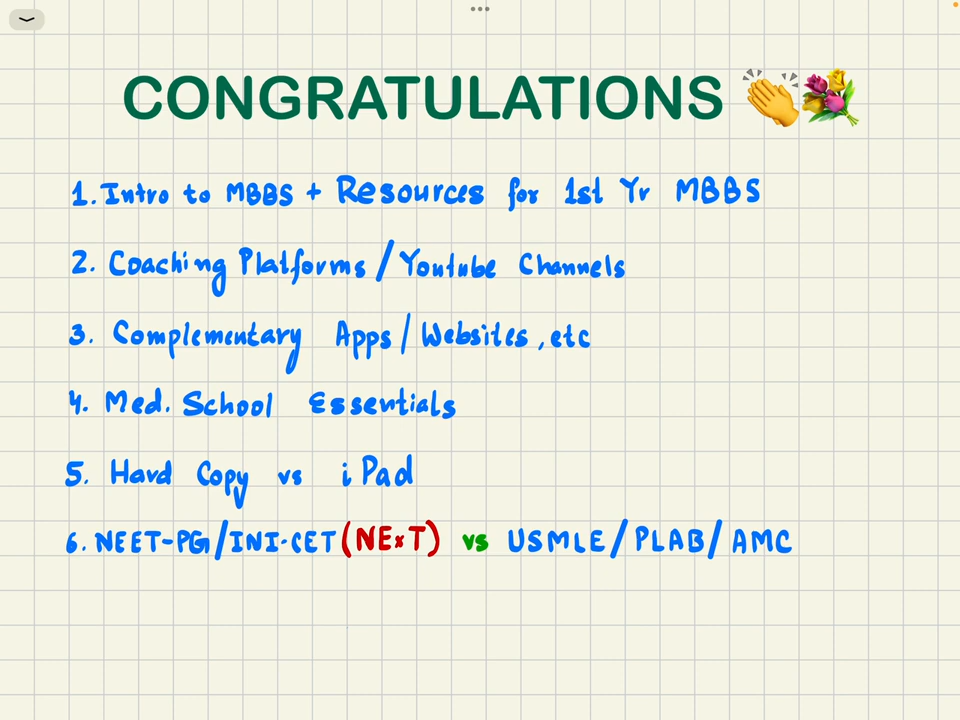 CONGRATULATIONS 👏💐
1. Intro to MBBS + Resources for 1st Yr MBBS
2. Coaching Platforms / Youtube Channels
3. Complementary Apps / Websites, etc
4. Med. School Essentials
5. Hard Copy vs iPad
6. NEET-PG/INI-CET (NExT) vs USMLE/PLAB/AMC